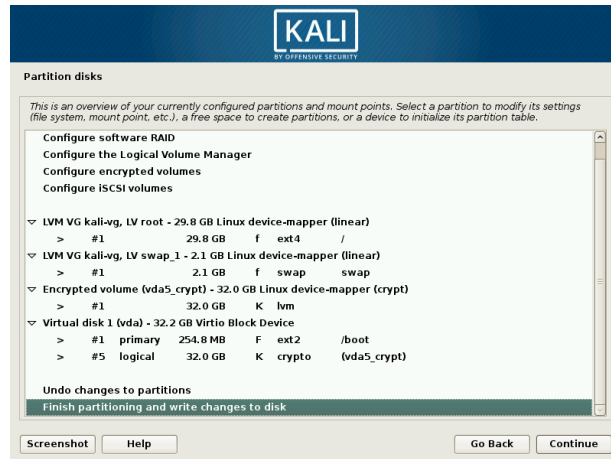 KALI
BY OFFENSIVE SECURITY
Partition disks
This is an overview of your currently configured partitions and mount points. Select a partition to modify its settings
(file system, mount point, etc.), a free space to create partitions, or a device to initialize its partition table.
Configure software RAID
Configure the Logical Volume Manager
Configure encrypted volumes
Configure iSCSI volumes
LVM VG kali-vg, LV root - 29.8 GB Linux device-mapper (linear)
> #1 29.8 GB f ext4 /
LVM VG kali-vg, LV swap_1 - 2.1 GB Linux device-mapper (linear)
> #1 2.1 GB f swap swap
Encrypted volume (vda5_crypt) - 32.0 GB Linux device-mapper (crypt)
> #1 32.0 GB K lvm
Virtual disk 1 (vda) - 32.2 GB Virtio Block Device
> #1 primary 254.8 MB F ext2 /boot
> #5 logical 32.0 GB K crypto (vda5_crypt)
Undo changes to partitions
Finish partitioning and write changes to disk
Screenshot Help Go Back Continue